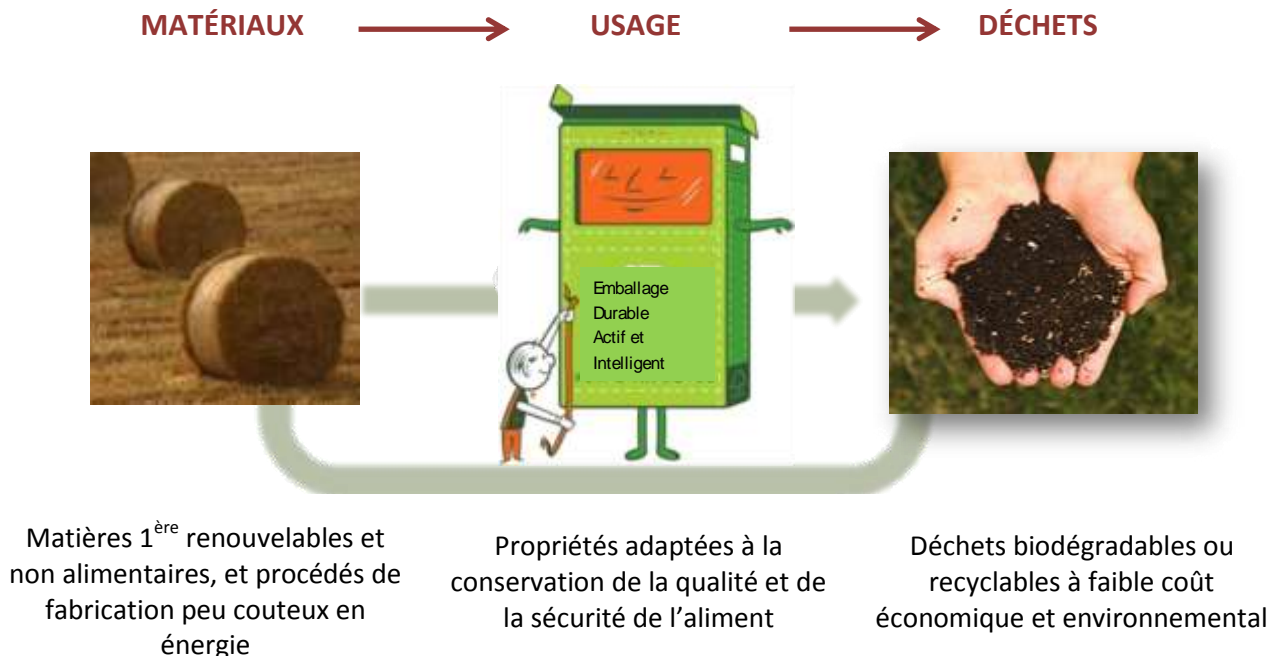 MATÉRIAUX USAGE DÉCHETS
Emballage
Durable
Actif et
Intelligent
Matières 1ère renouvelables et
non alimentaires, et procédés de
fabrication peu couteux en
énergie
Propriétés adaptées à la
conservation de la qualité et de
la sécurité de l’aliment
Déchets biodégradables ou
recyclables à faible coût
économique et environnemental